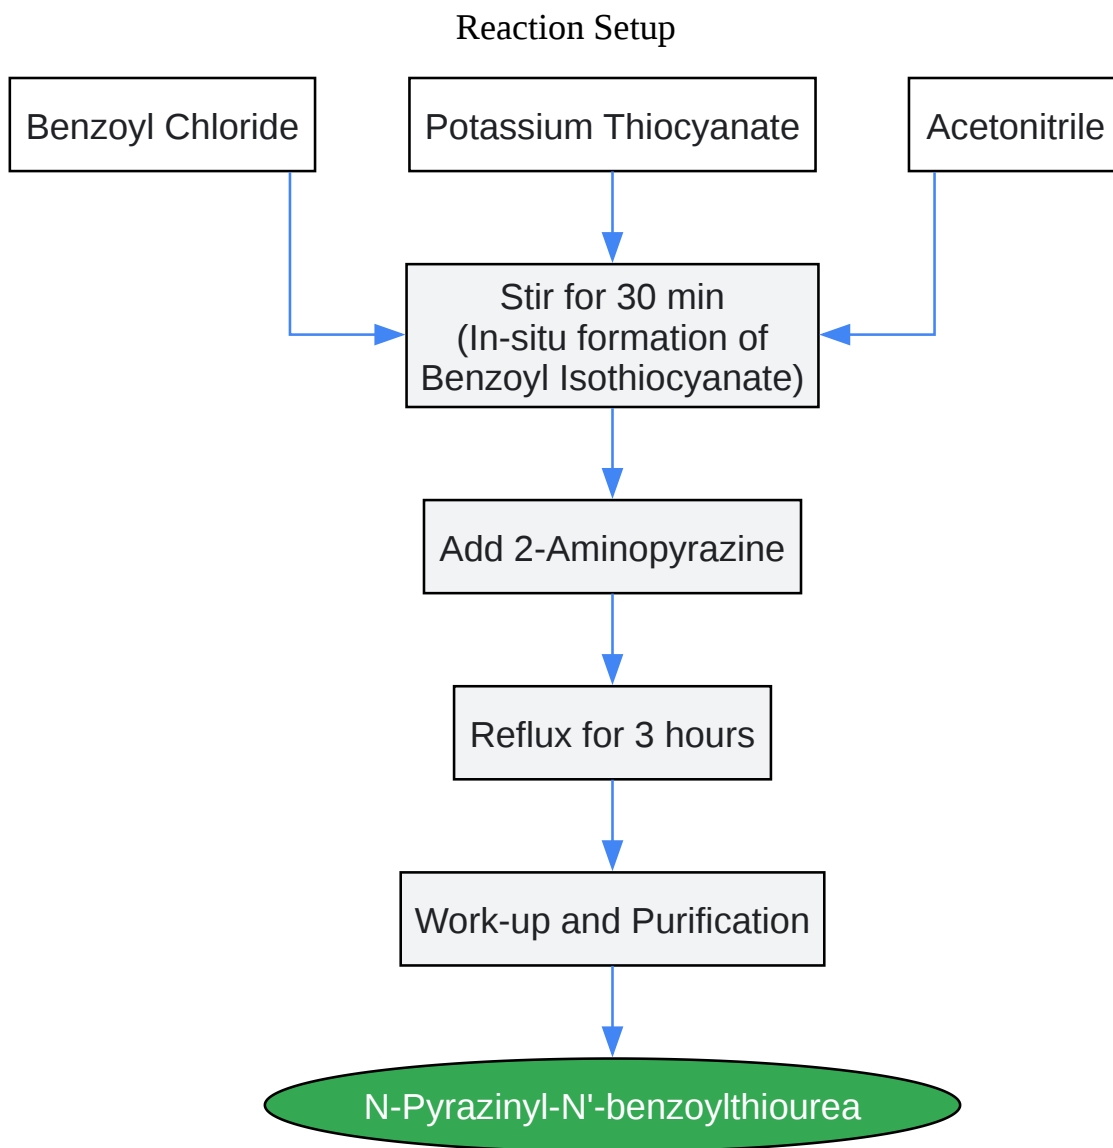 Reaction Setup
Benzoyl Chloride
Potassium Thiocyanate
Acetonitrile
Stir for 30 min
(In-situ formation of
Benzoyl Isothiocyanate)
Add 2-Aminopyrazine
Reflux for 3 hours
Work-up and Purification
N-Pyrazinyl-N'-benzoylthiourea